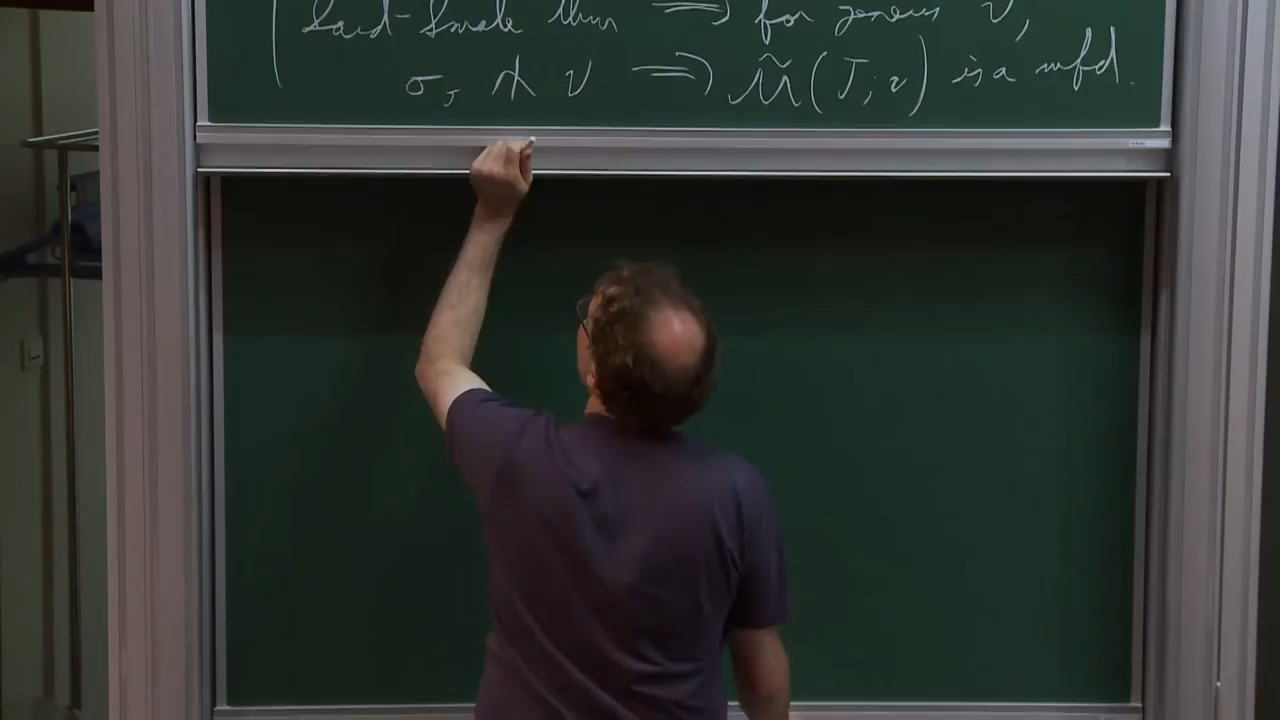 Sard-Smale thm ⟹ for generic ν,
σ_J ⋔ ν ⟹ M̃(J; ν) is a mfd.